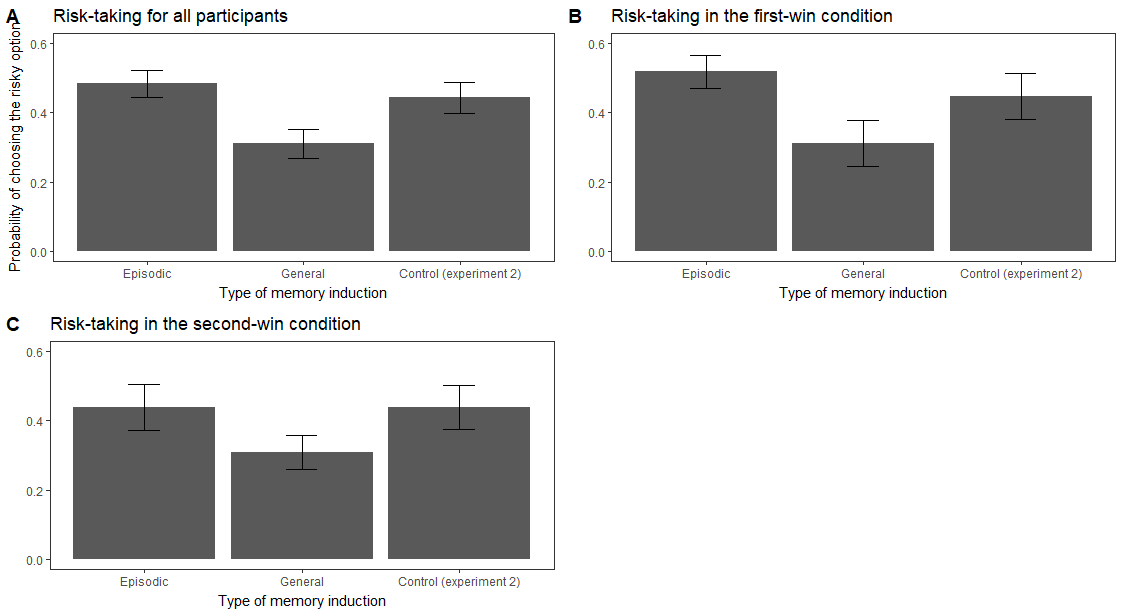 A Risk-taking for all participants
Probability of choosing the risky option
0.6
0.4
0.2
0.0
Episodic General Control (experiment 2)
Type of memory induction
B Risk-taking in the first-win condition
0.6
0.4
0.2
0.0
Episodic General Control (experiment 2)
Type of memory induction
C Risk-taking in the second-win condition
0.6
0.4
0.2
0.0
Episodic General Control (experiment 2)
Type of memory induction